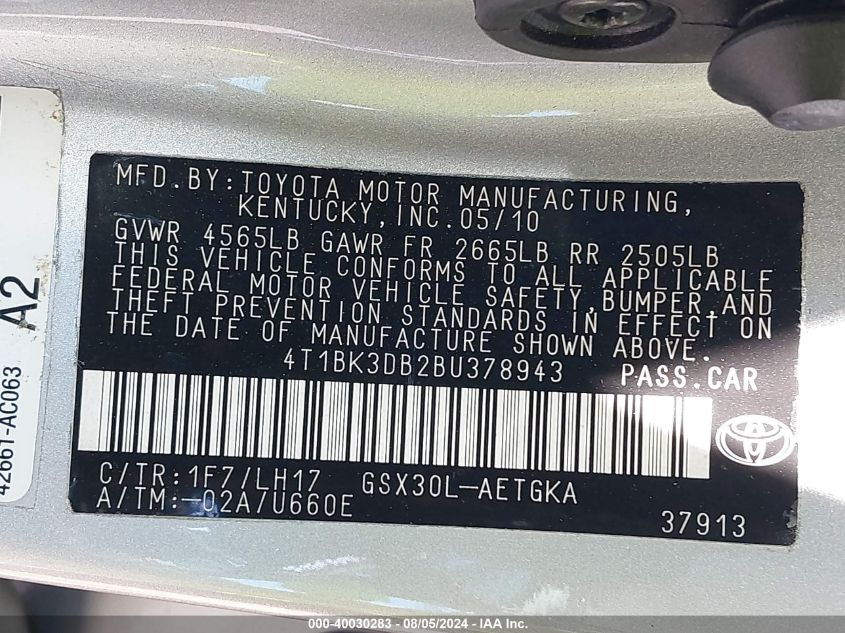 MFD.BY:TOYOTA MOTOR MANUFACTURING,
KENTUCKY,INC.05/10
GVWR 4565LB GAWR FR 2665LB RR 2505LB
THIS VEHICLE CONFORMS TO ALL APPLICABLE
FEDERAL MOTOR VEHICLE SAFETY,BUMPER,AND
THEFT PREVENTION STANDARDS IN EFFECT ON
THE DATE OF MANUFACTURE SHOWN ABOVE.
4T1BK3DB2BU378943 PASS.CAR
C/TR:1F7/LH17 GSX30L-AETGKA
A/TM:-02A/U660E
37913
42661-AC063 A2
000-40030283 - 08/05/2024 - IAA Inc.